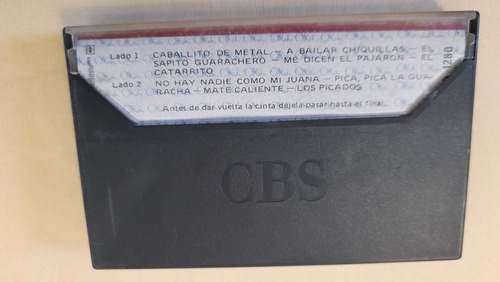 Lado 1 CABALLITO DE METAL – A BAILAR CHIQUILLAS – EL
SAPITO GUARACHERO – ME DICEN EL PAJARON – EL
CATARRITO
Lado 2 NO HAY NADIE COMO MI JUANA – PICA, PICA LA GUA-
RACHA – MATE CALIENTE – LOS PICADOS
Antes de dar vuelta la cinta déjela pasar hasta el final.
CBS